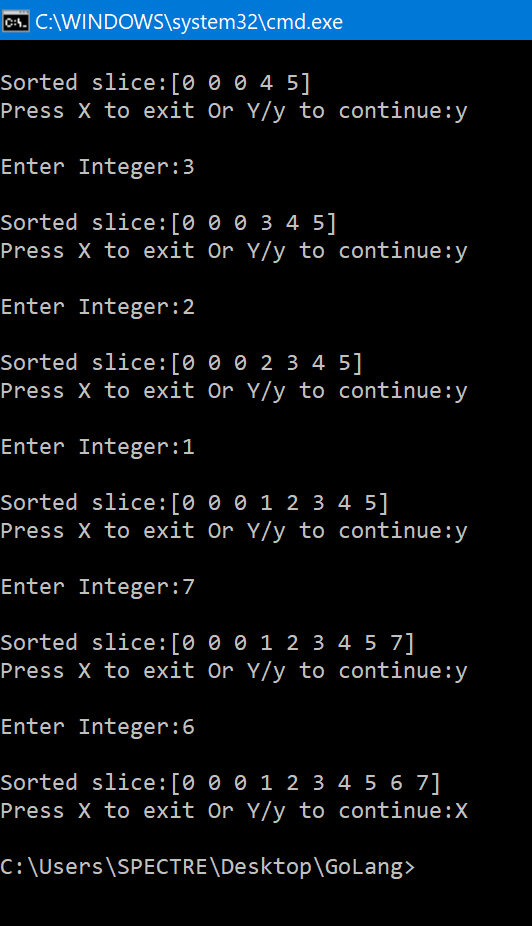 C:\WINDOWS\system32\cmd.exe
Sorted slice:[0 0 0 4 5]
Press X to exit Or Y/y to continue:y
Enter Integer:3
Sorted slice:[0 0 0 3 4 5]
Press X to exit Or Y/y to continue:y
Enter Integer:2
Sorted slice:[0 0 0 2 3 4 5]
Press X to exit Or Y/y to continue:y
Enter Integer:1
Sorted slice:[0 0 0 1 2 3 4 5]
Press X to exit Or Y/y to continue:y
Enter Integer:7
Sorted slice:[0 0 0 1 2 3 4 5 7]
Press X to exit Or Y/y to continue:y
Enter Integer:6
Sorted slice:[0 0 0 1 2 3 4 5 6 7]
Press X to exit Or Y/y to continue:X
C:\Users\SPECTRE\Desktop\GoLang>